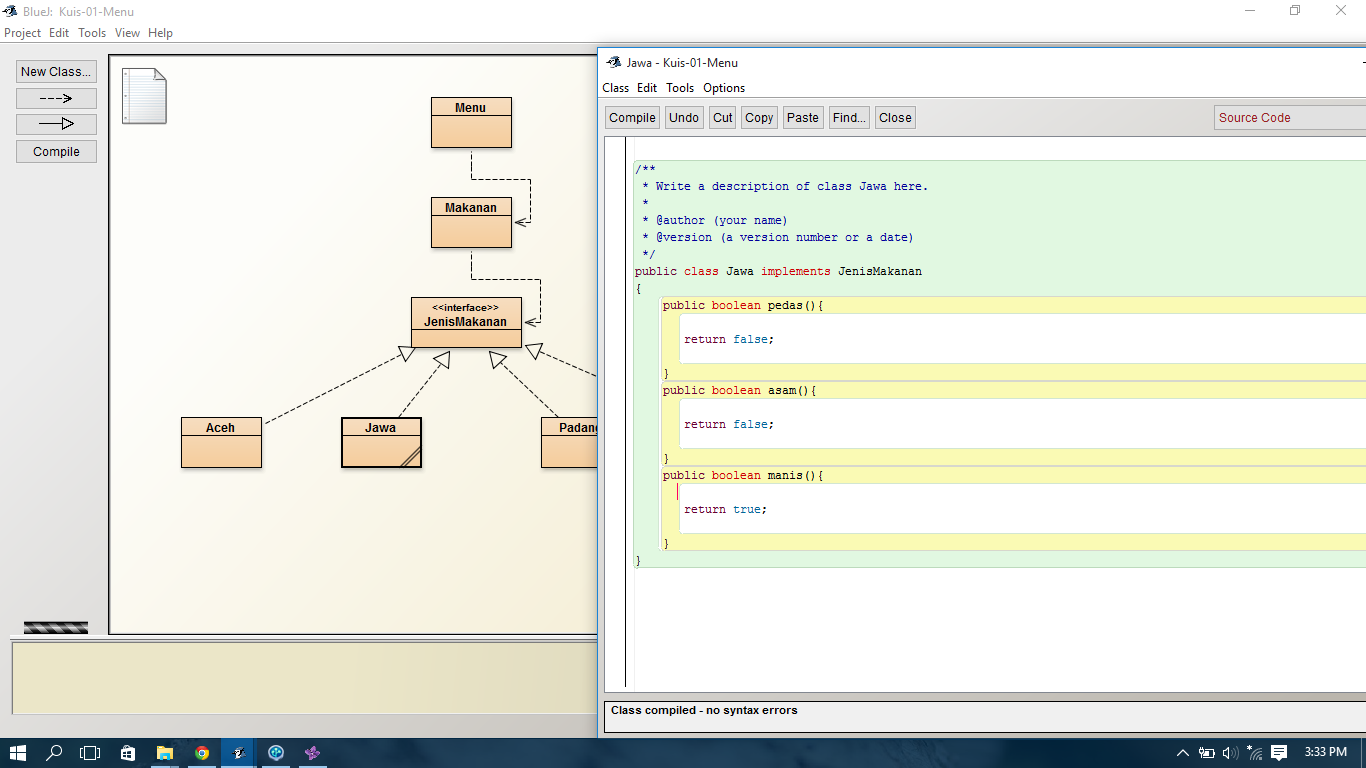 BlueJ: Kuis-01-Menu
Project Edit Tools View Help
New Class...
Compile
Menu
Makanan
<<interface>>
JenisMakanan
Aceh
Jawa
Padang
Jawa - Kuis-01-Menu
Class Edit Tools Options
Compile Undo Cut Copy Paste Find... Close Source Code
/**
* Write a description of class Jawa here.
*
* @author (your name)
* @version (a version number or a date)
*/
public class Jawa implements JenisMakanan
{
public boolean pedas(){
return false;
}
public boolean asam(){
return false;
}
public boolean manis(){
return true;
}
}
Class compiled - no syntax errors
3:33 PM